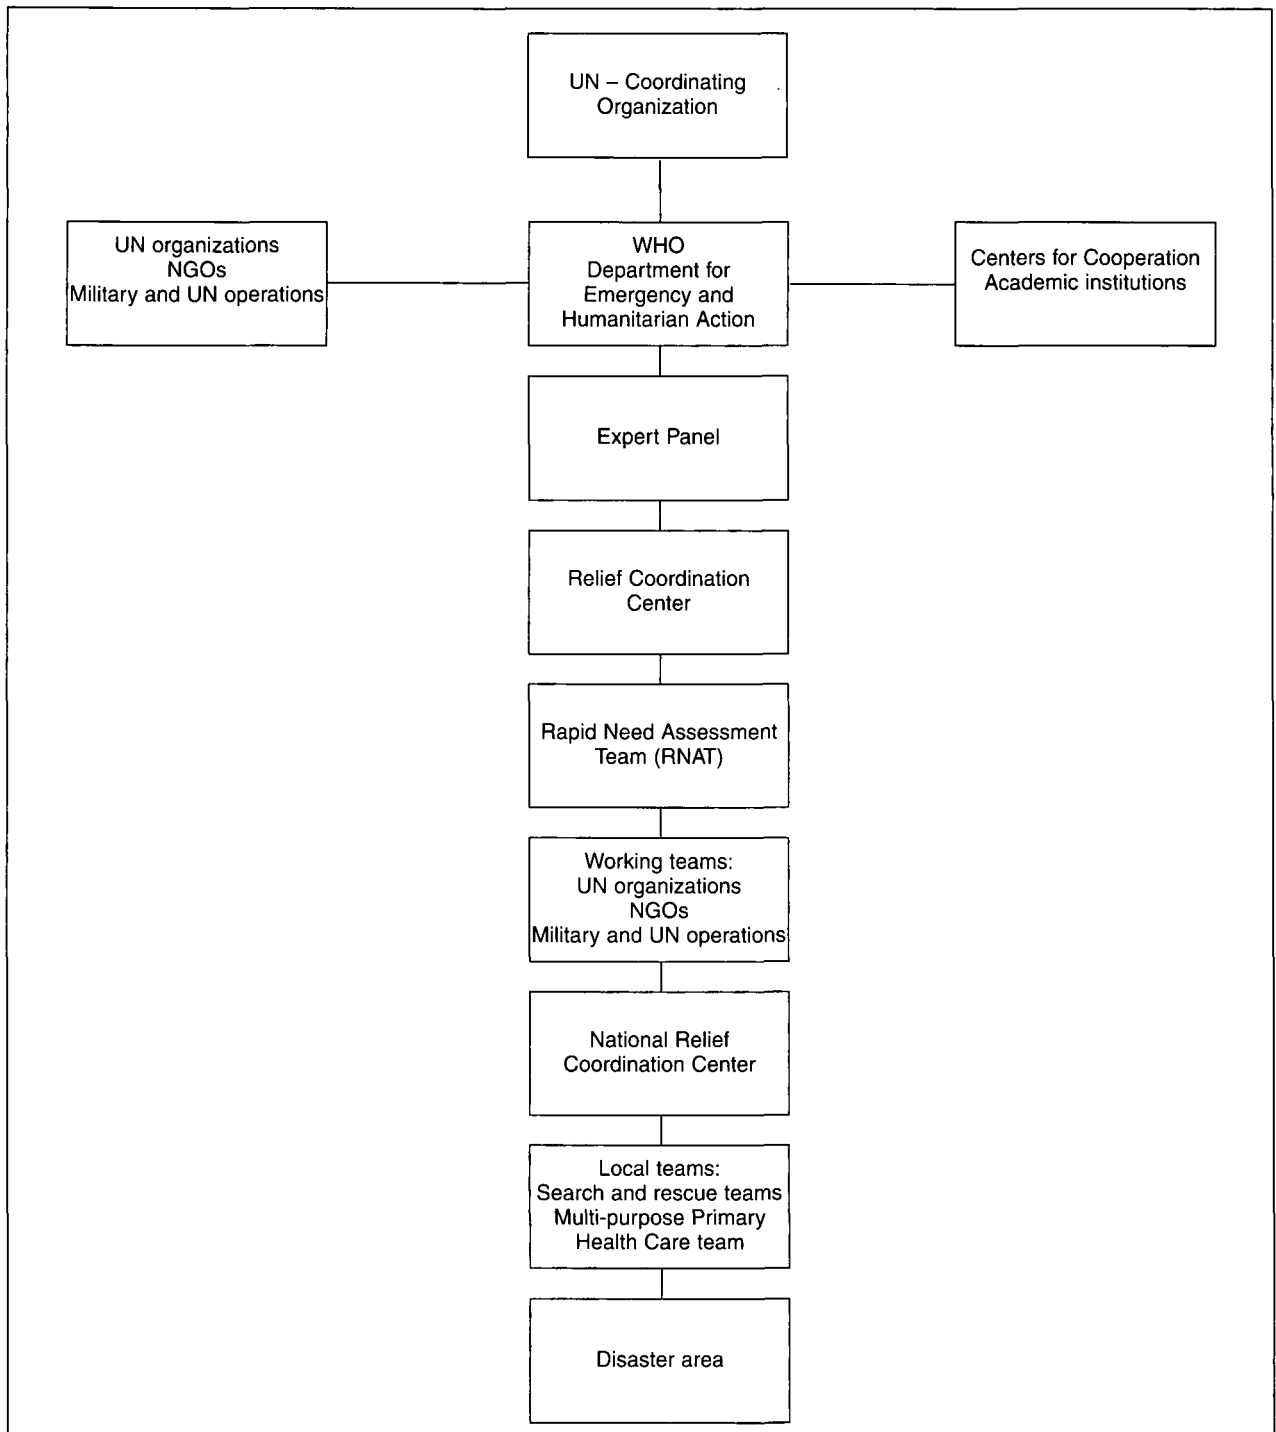 UN – Coordinating
Organization
UN organizations
NGOs
Military and UN operations
WHO
Department for
Emergency and
Humanitarian Action
Centers for Cooperation
Academic institutions
Expert Panel
Relief Coordination
Center
Rapid Need Assessment
Team (RNAT)
Working teams:
UN organizations
NGOs
Military and UN operations
National Relief
Coordination Center
Local teams:
Search and rescue teams
Multi-purpose Primary
Health Care team
Disaster area